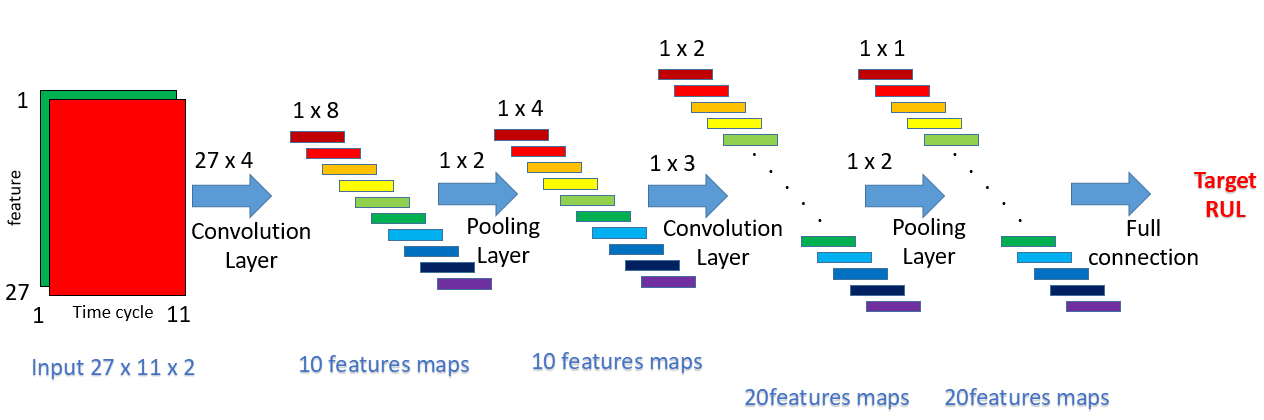 1
feature
27
1
Time cycle
11
Input 27 x 11 x 2
27 x 4
Convolution
Layer
1 x 8
10 features maps
1 x 2
Pooling
Layer
1 x 4
10 features maps
1 x 3
Convolution
Layer
1 x 2
20features maps
1 x 2
Pooling
Layer
1 x 1
20features maps
Full
connection
Target
RUL